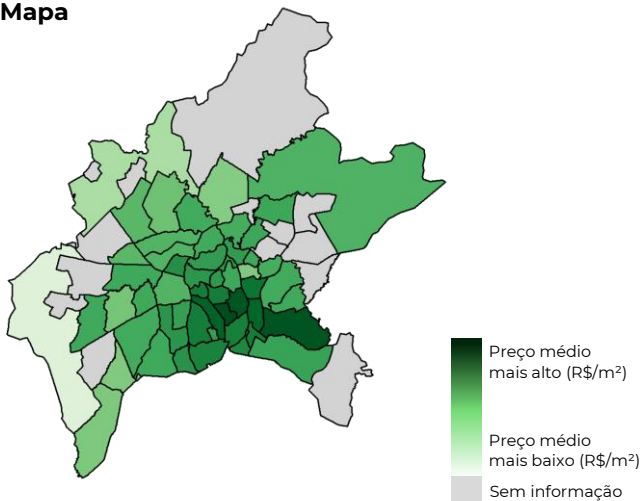 Mapa
Preço médio
mais alto (R$/m²)
Preço médio
mais baixo (R$/m²)
Sem informação